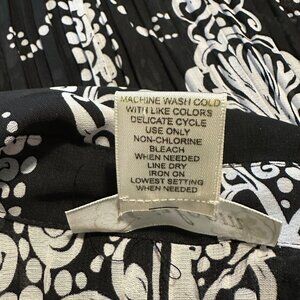 MACHINE WASH COLD
WITH LIKE COLORS
DELICATE CYCLE
USE ONLY
NON-CHLORINE
BLEACH
WHEN NEEDED
LINE DRY
IRON ON
LOWEST SETTING
WHEN NEEDED